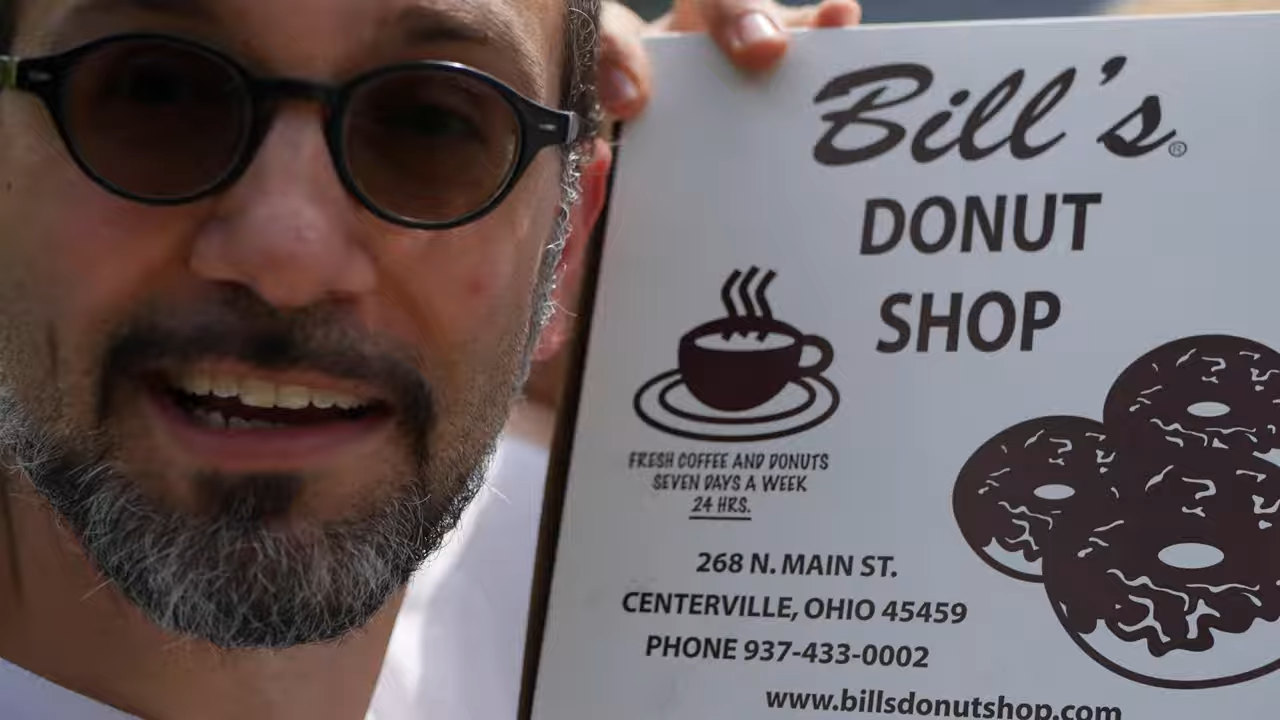 Bill's®
DONUT
SHOP
FRESH COFFEE AND DONUTS
SEVEN DAYS A WEEK
24 HRS.
268 N. MAIN ST.
CENTERVILLE, OHIO 45459
PHONE 937-433-0002
www.billsdonutshop.com